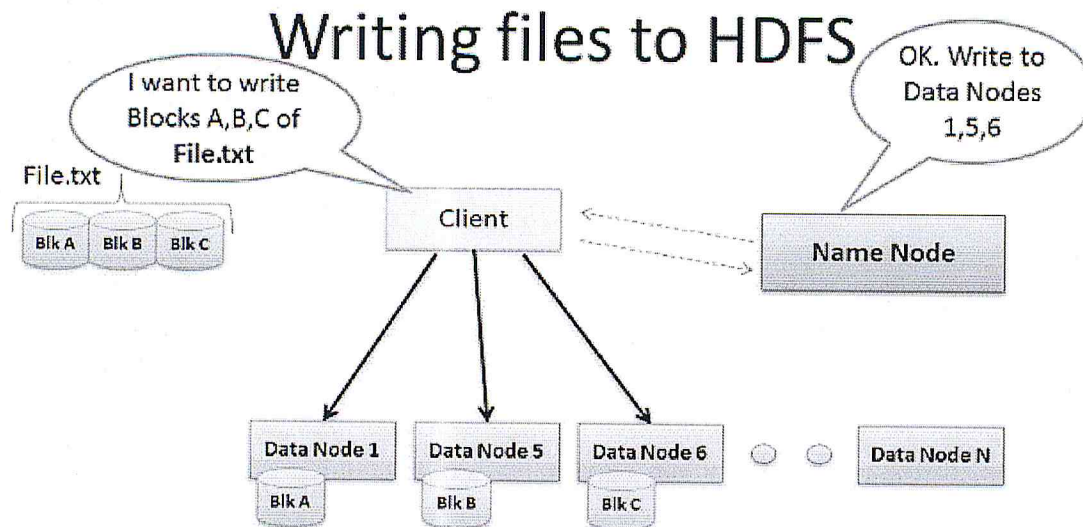 Writing files to HDFS
I want to write
Blocks A,B,C of
File.txt
OK. Write to
Data Nodes
1,5,6
File.txt
Blk A
Blk B
Blk C
Client
Name Node
Data Node 1
Data Node 5
Data Node 6
Data Node N
Blk A
Blk B
Blk C